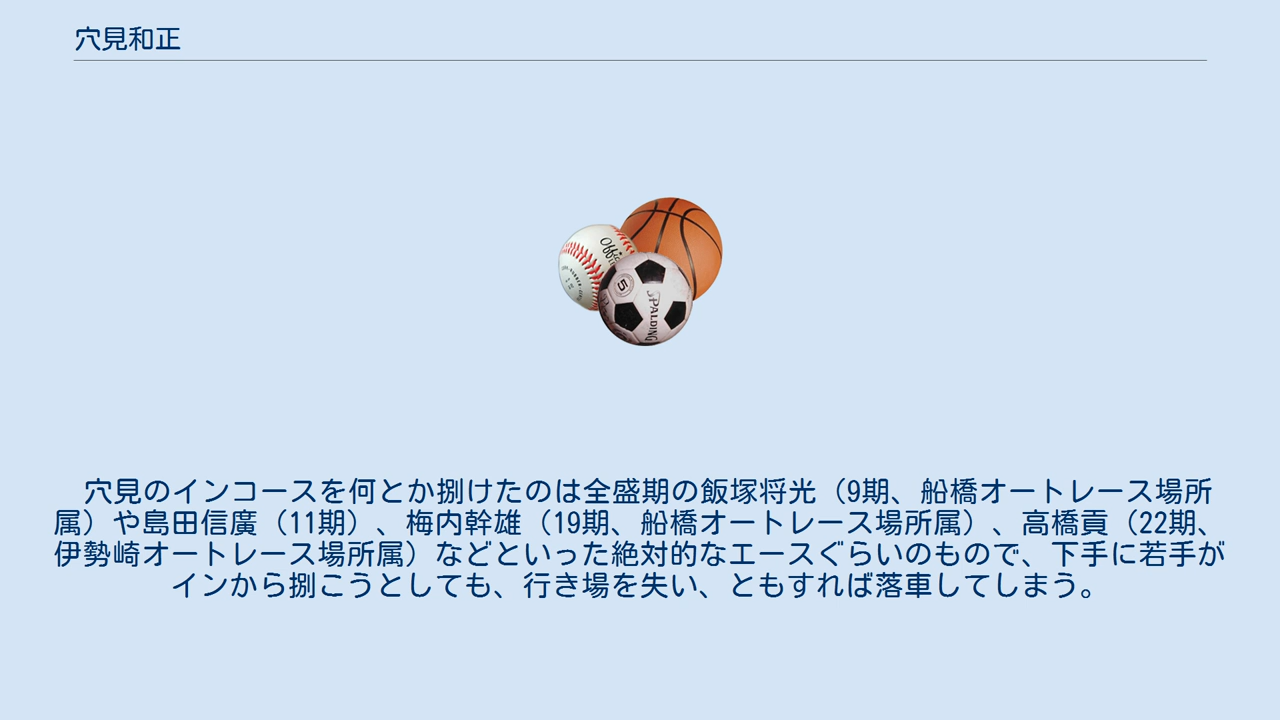 穴見和正
Offic
5
SPALDING
穴見のインコースを何とか捌けたのは全盛期の飯塚将光（9期、船橋オートレース場所
属）や島田信廣（11期）、梅内幹雄（19期、船橋オートレース場所属）、高橋貢（22期、
伊勢崎オートレース場所属）などといった絶対的なエースぐらいのもので、下手に若手が
インから捌こうとしても、行き場を失い、ともすれば落車してしまう。